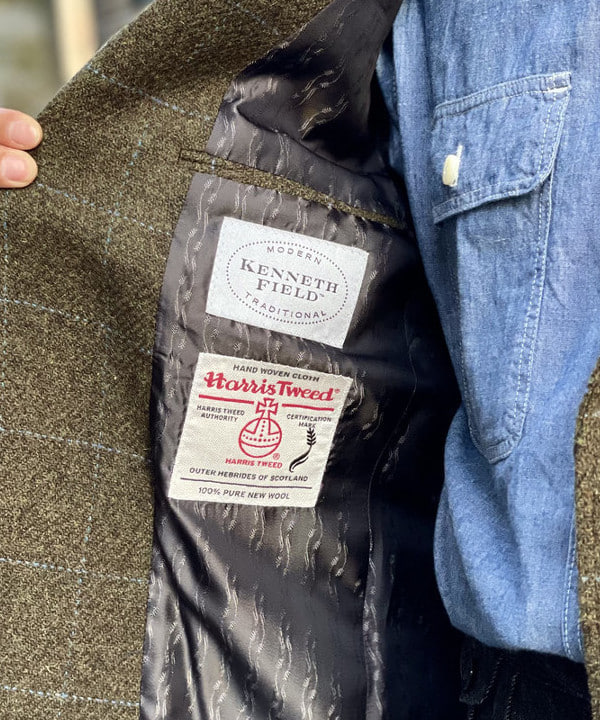 MODERN
KENNETH
FIELD™
TRADITIONAL
HAND WOVEN CLOTH
Harris Tweed®
HARRIS TWEED
AUTHORITY
CERTIFICATION
MARK
®
HARRIS TWEED
OUTER HEBRIDES OF SCOTLAND
100% PURE NEW WOOL